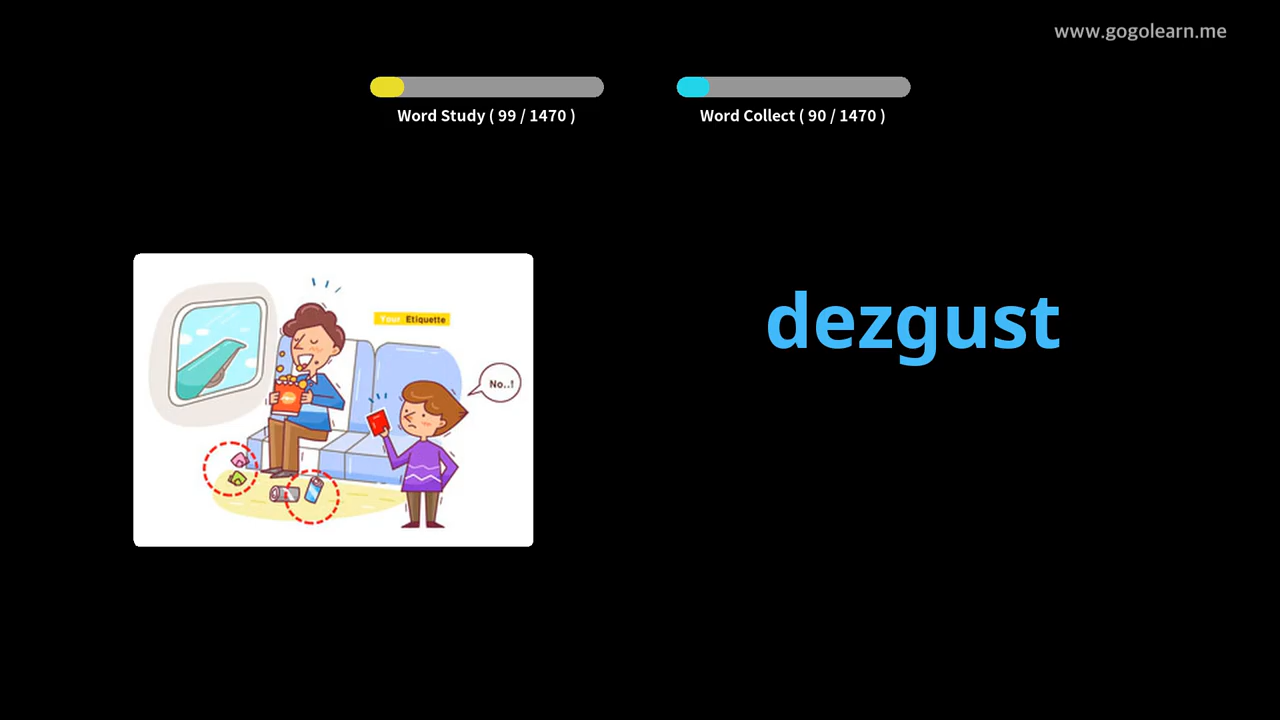 www.gogolearn.me
Word Study ( 99 / 1470 )
Word Collect ( 90 / 1470 )
Your Etiquette
No..!
dezgust